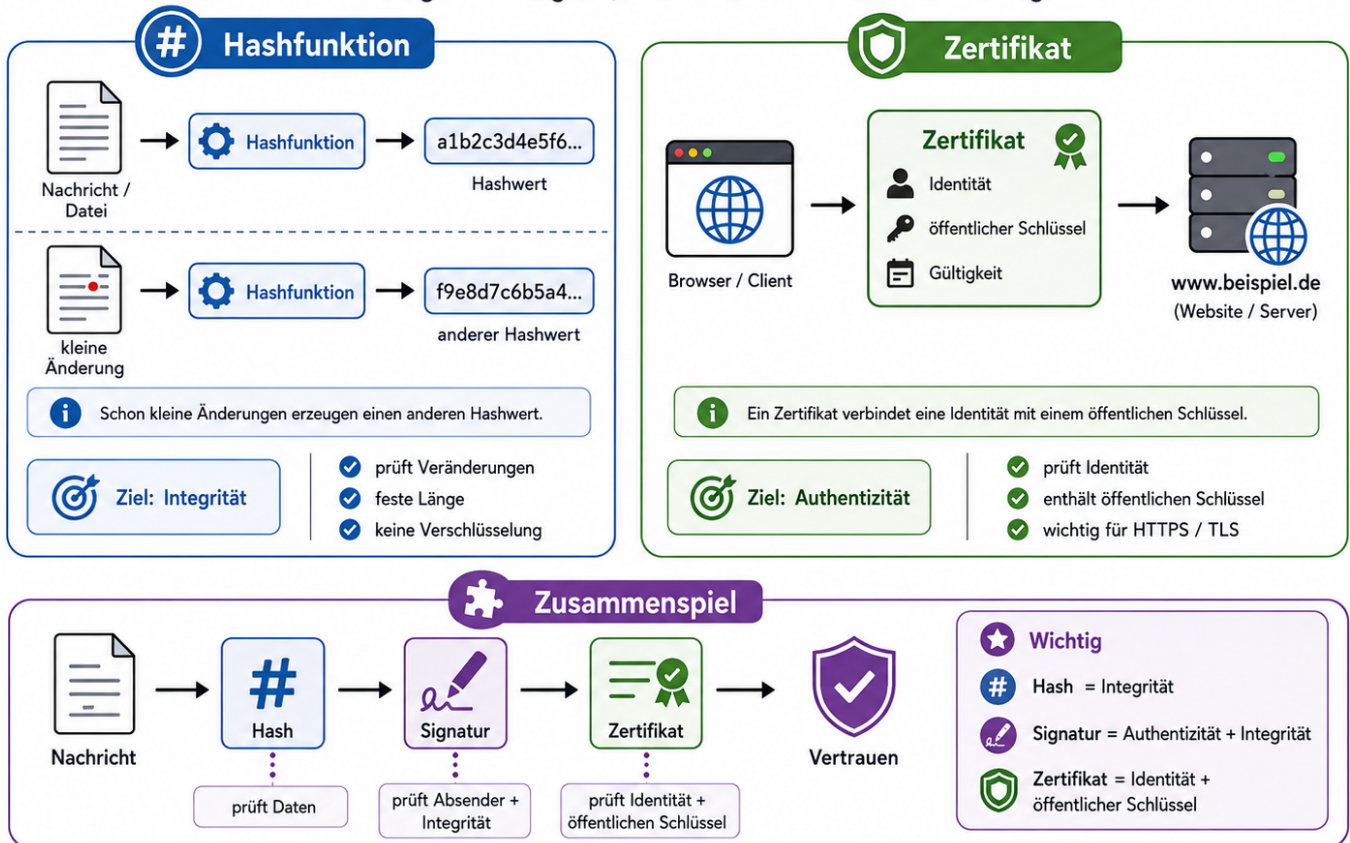 # Hashfunktion
Nachricht /
Datei
Hashfunktion
a1b2c3d4e5f6...
Hashwert
kleine
Änderung
Hashfunktion
f9e8d7c6b5a4...
anderer Hashwert
i Schon kleine Änderungen erzeugen einen anderen Hashwert.
Ziel: Integrität
prüft Veränderungen
feste Länge
keine Verschlüsselung
Zertifikat
Browser / Client
Zertifikat
Identität
öffentlicher Schlüssel
Gültigkeit
www.beispiel.de
(Website / Server)
i Ein Zertifikat verbindet eine Identität mit einem öffentlichen Schlüssel.
Ziel: Authentizität
prüft Identität
enthält öffentlichen Schlüssel
wichtig für HTTPS / TLS
Zusammenspiel
Nachricht
#
Hash
prüft Daten
Signatur
prüft Absender +
Integrität
Zertifikat
prüft Identität +
öffentlichen Schlüssel
Vertrauen
Wichtig
# Hash = Integrität
Signatur = Authentizität + Integrität
Zertifikat = Identität +
öffentlicher Schlüssel